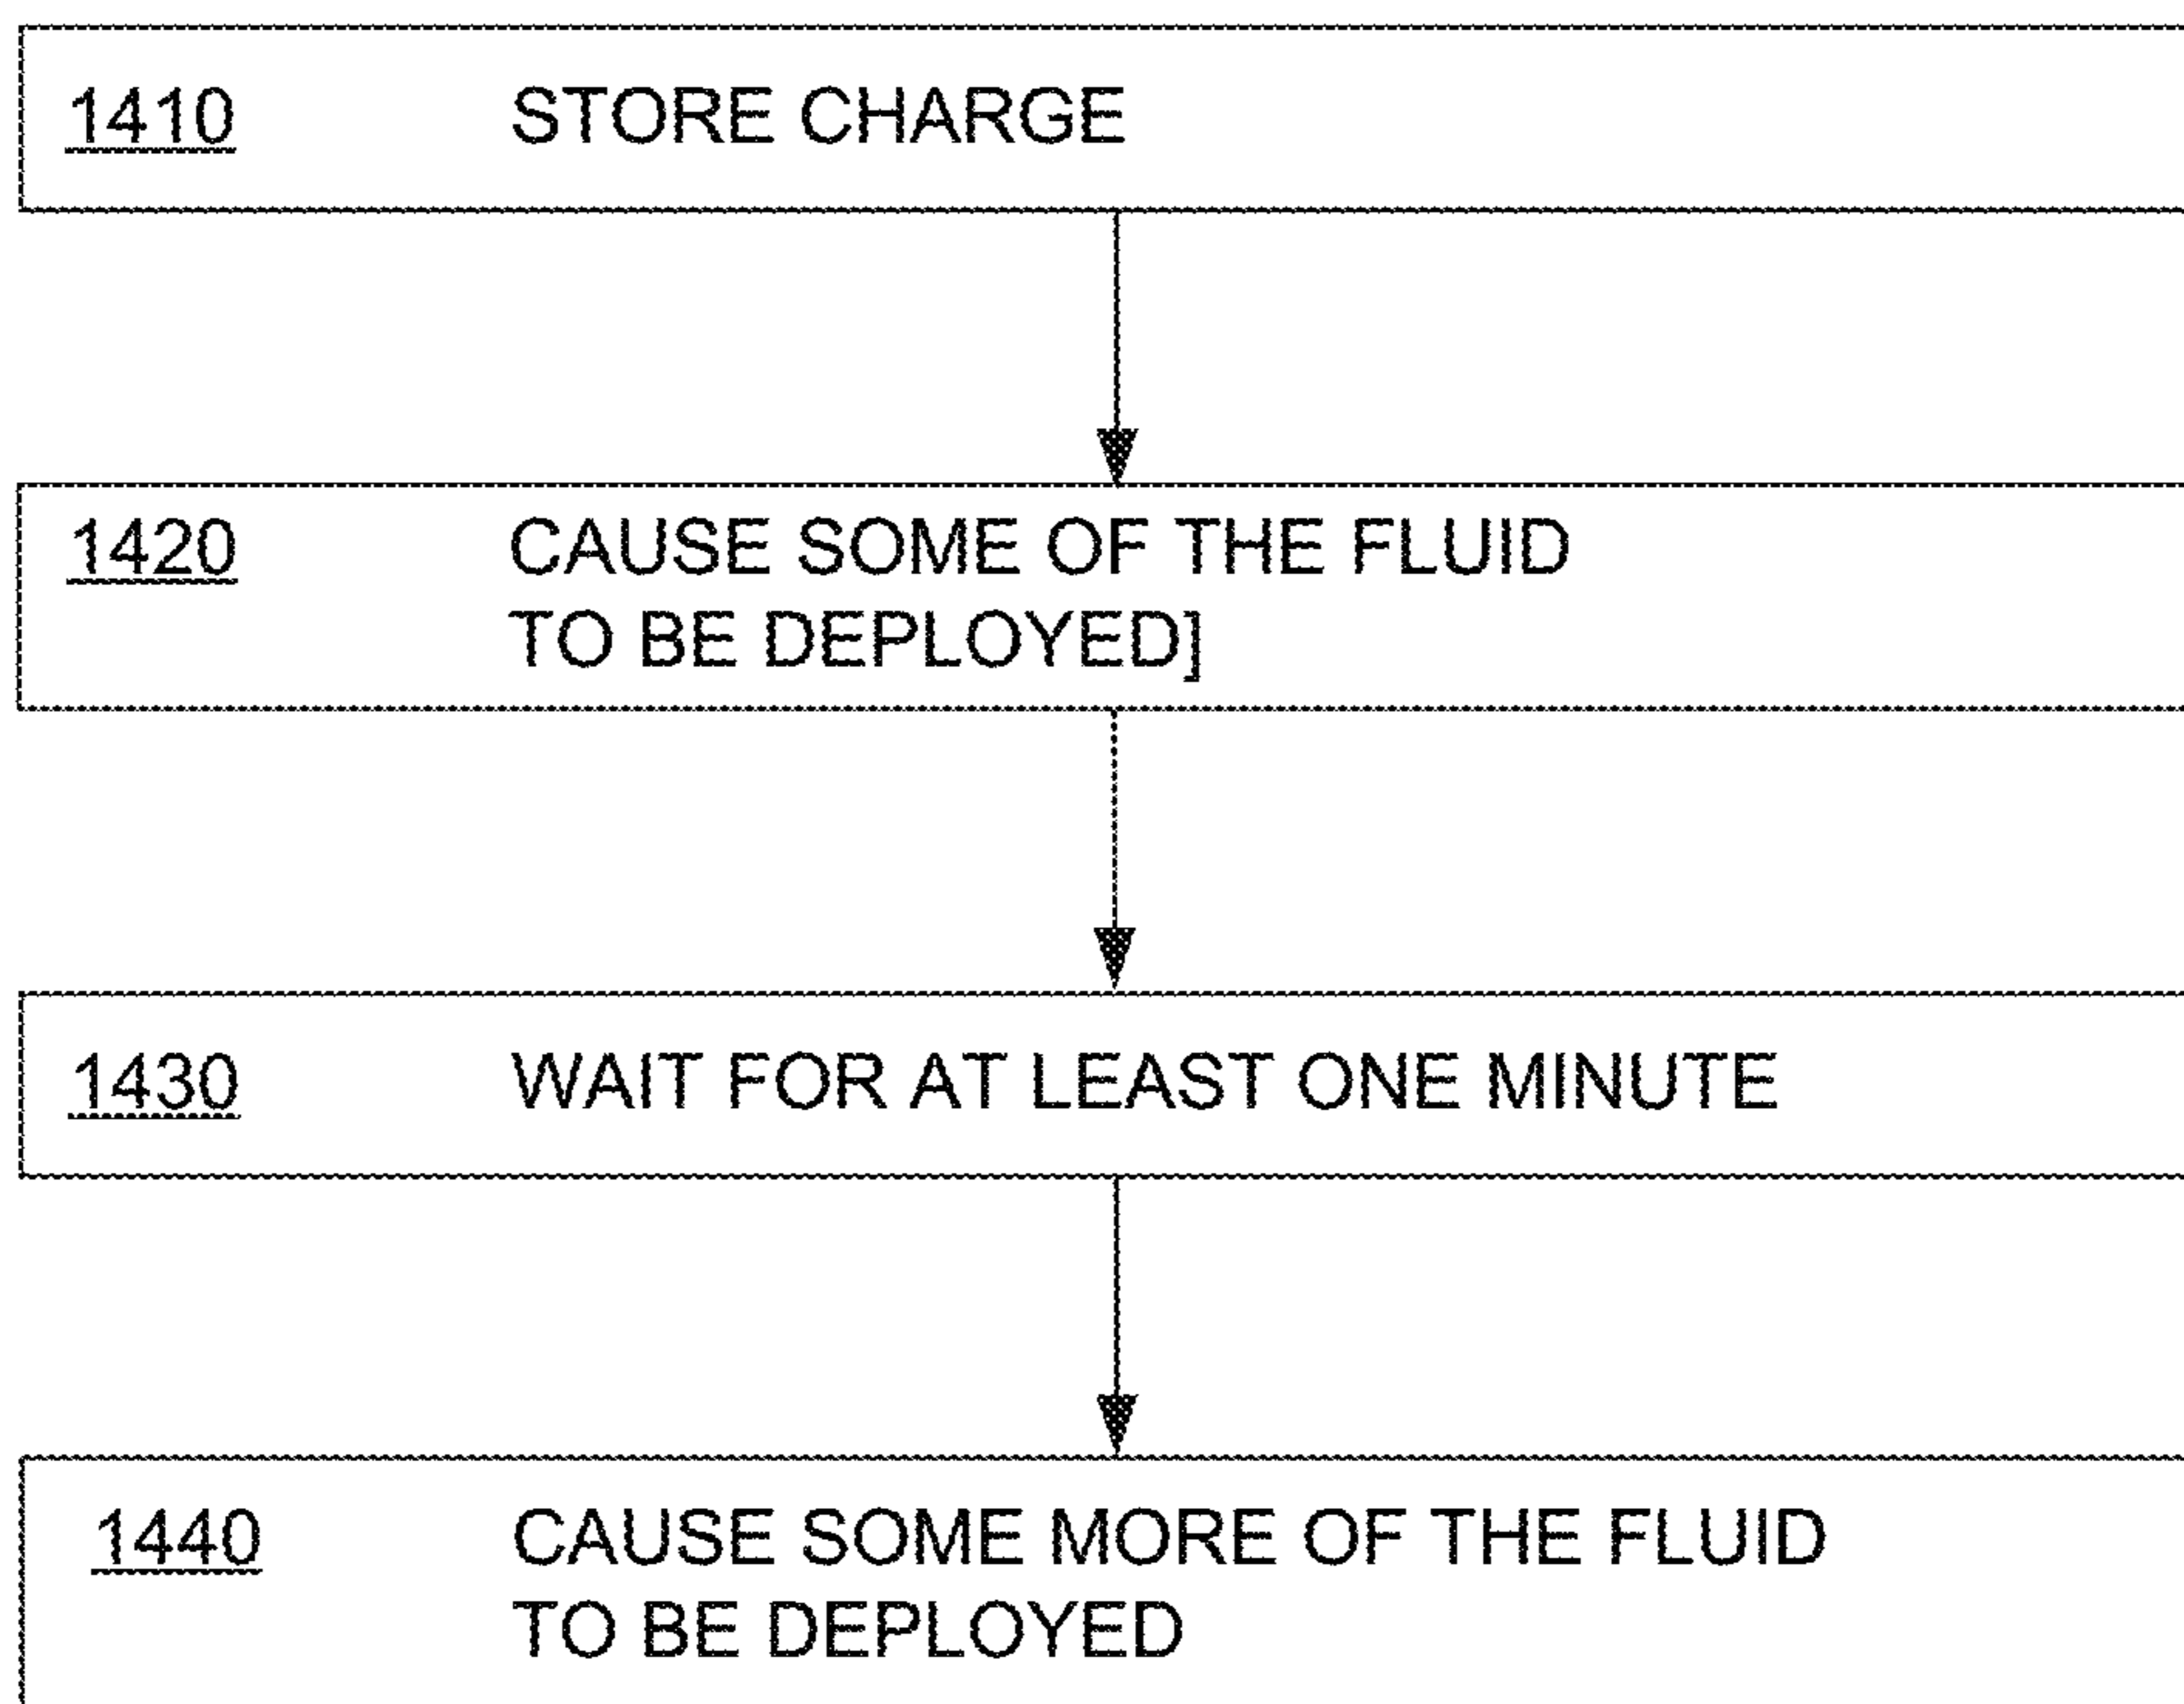 1410 STORE CHARGE
1420 CAUSE SOME OF THE FLUID
TO BE DEPLOYED]
1430 WAIT FOR AT LEAST ONE MINUTE
1440 CAUSE SOME MORE OF THE FLUID
TO BE DEPLOYED